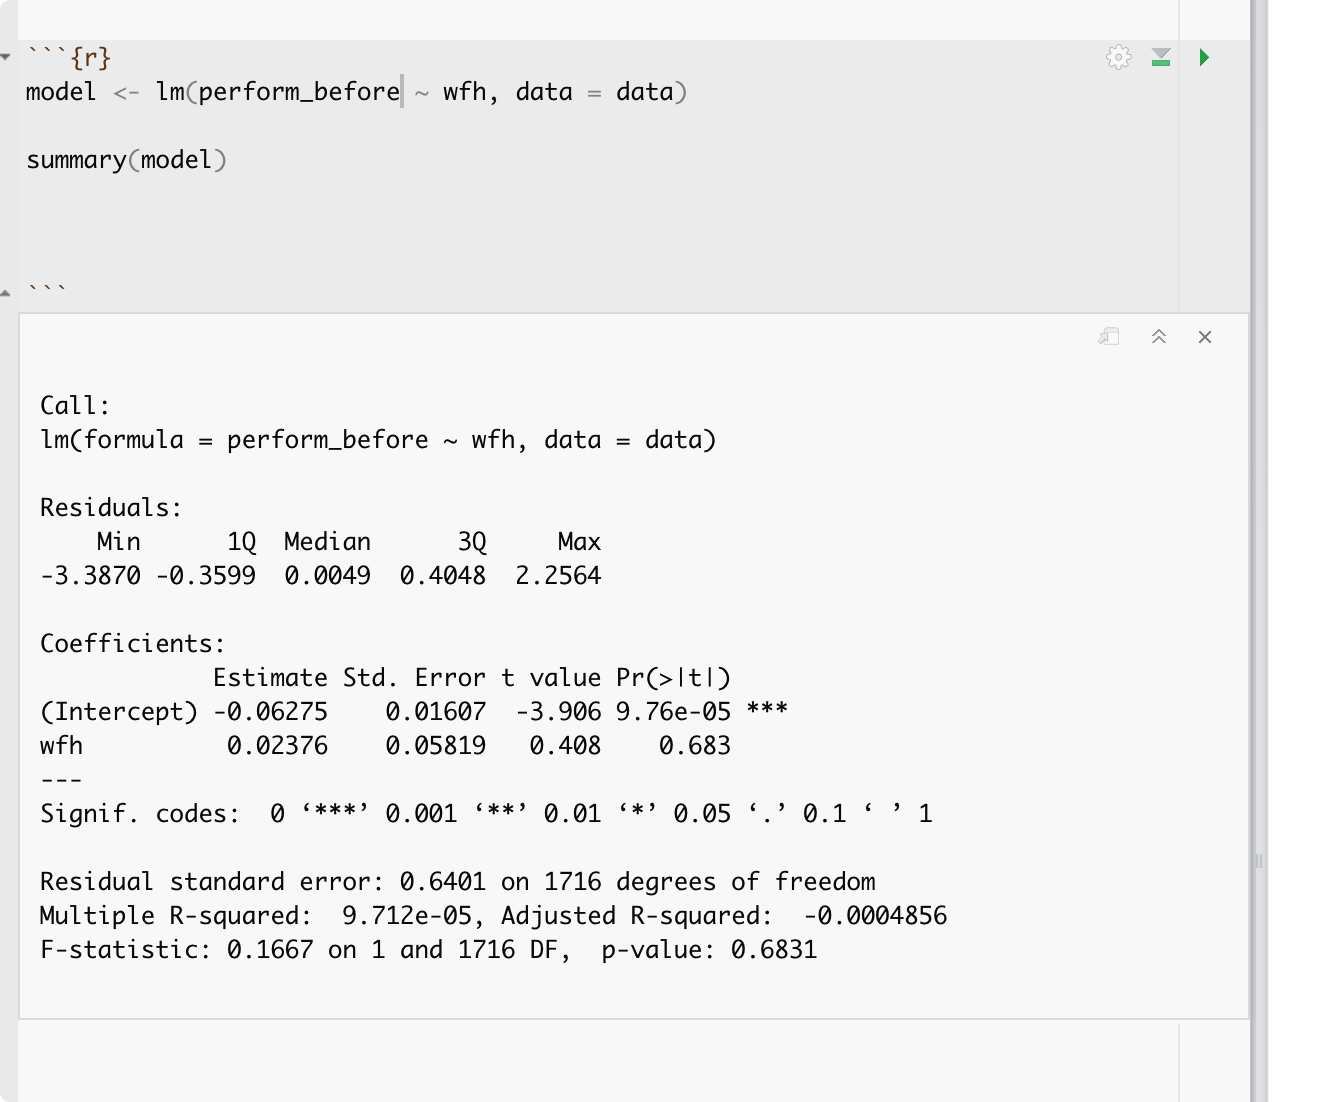 ```{r}
model <- lm(perform_before ~ wfh, data = data)
summary(model)
```
Call:
lm(formula = perform_before ~ wfh, data = data)
Residuals:
    Min      1Q  Median      3Q     Max
-3.3870 -0.3599  0.0049  0.4048  2.2564
Coefficients:
            Estimate Std. Error t value Pr(>|t|)
(Intercept) -0.06275    0.01607  -3.906 9.76e-05 ***
wfh          0.02376    0.05819   0.408    0.683
---
Signif. codes:  0 ‘***’ 0.001 ‘**’ 0.01 ‘*’ 0.05 ‘.’ 0.1 ‘ ’ 1
Residual standard error: 0.6401 on 1716 degrees of freedom
Multiple R-squared:  9.712e-05, Adjusted R-squared:  -0.0004856
F-statistic: 0.1667 on 1 and 1716 DF,  p-value: 0.6831